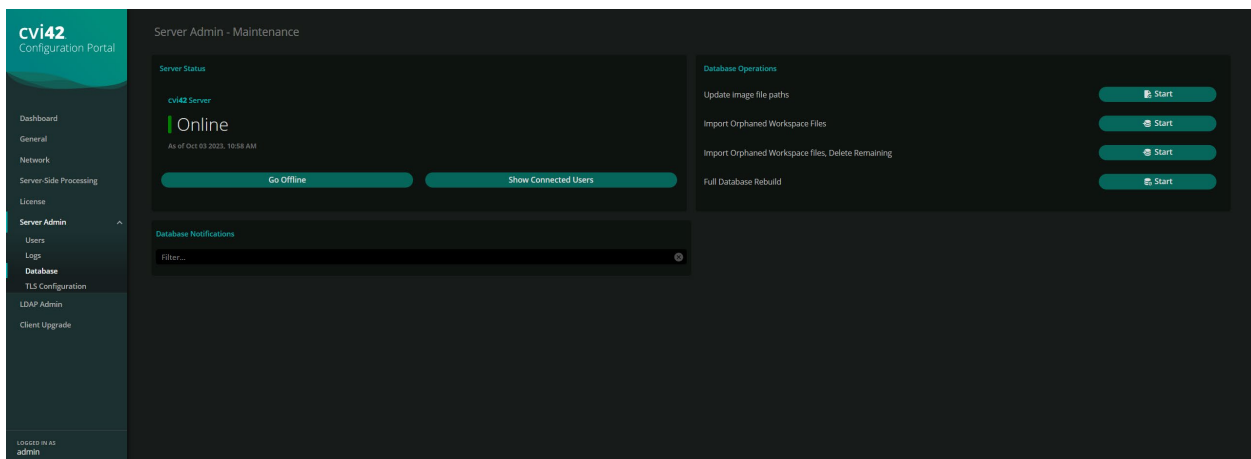 cvi42
Configuration Portal
Dashboard
General
Network
Server-Side Processing
License
Server Admin
Users
Logs
Database
TLS Configuration
LDAP Admin
Client Upgrade
LOGGED IN AS
admin
Server Admin - Maintenance
Server Status
cvi42 Server
Online
As of Oct 03 2023, 10:58 AM
Go Offline
Show Connected Users
Database Operations
Update image file paths
Start
Import Orphaned Workspace Files
Start
Import Orphaned Workspace files, Delete Remaining
Start
Full Database Rebuild
Start
Database Notifications
Filter...